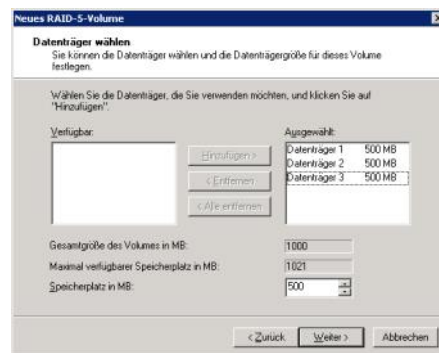 Neues RAID-5-Volume
Datenträger wählen
Sie können die Datenträger wählen und die Datenträgergröße für dieses Volume
festlegen.
Wählen Sie die Datenträger, die Sie verwenden möchten, und klicken Sie auf
"Hinzufügen".
Verfügbar:
Ausgewählt:
Hinzufügen >
< Entfernen
< Alle entfernen
Datenträger 1 500 MB
Datenträger 2 500 MB
Datenträger 3 500 MB
Gesamtgröße des Volumes in MB: 1000
Maximal verfügbarer Speicherplatz in MB: 1021
Speicherplatz in MB: 500
< Zurück Weiter > Abbrechen